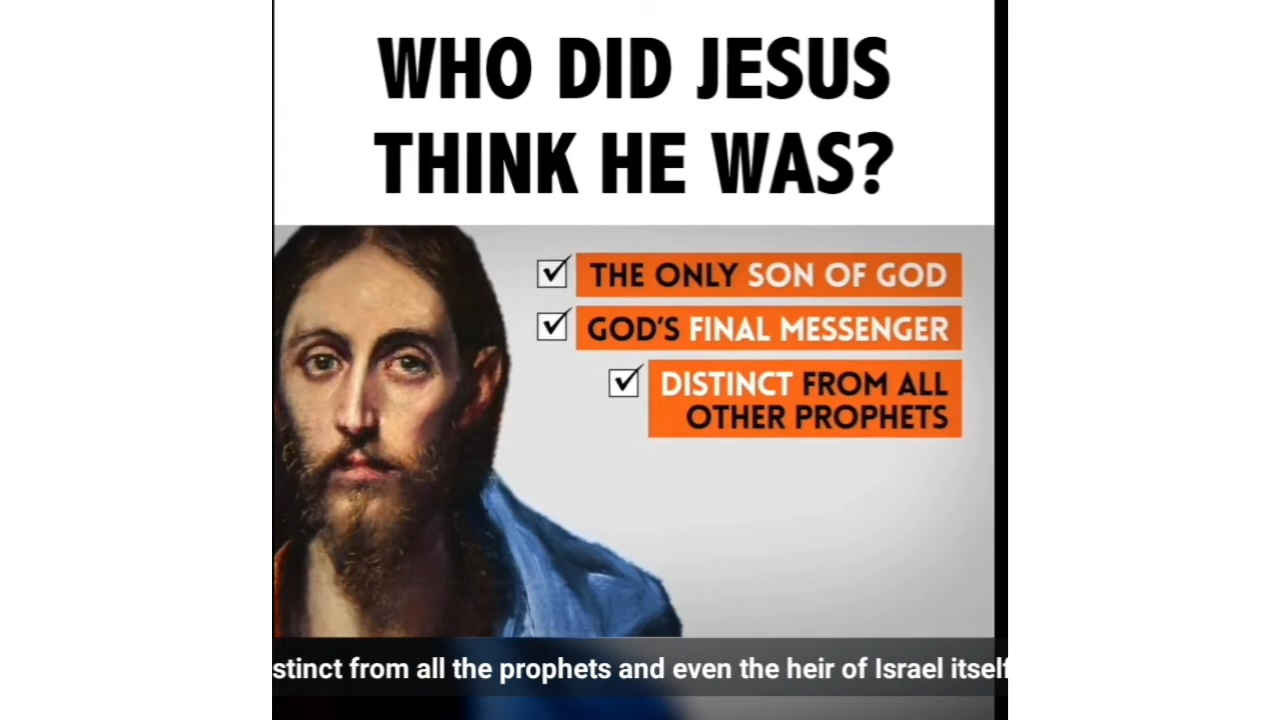 WHO DID JESUS
THINK HE WAS?
THE ONLY SON OF GOD
GOD'S FINAL MESSENGER
DISTINCT FROM ALL
OTHER PROPHETS
stinct from all the prophets and even the heir of Israel itself